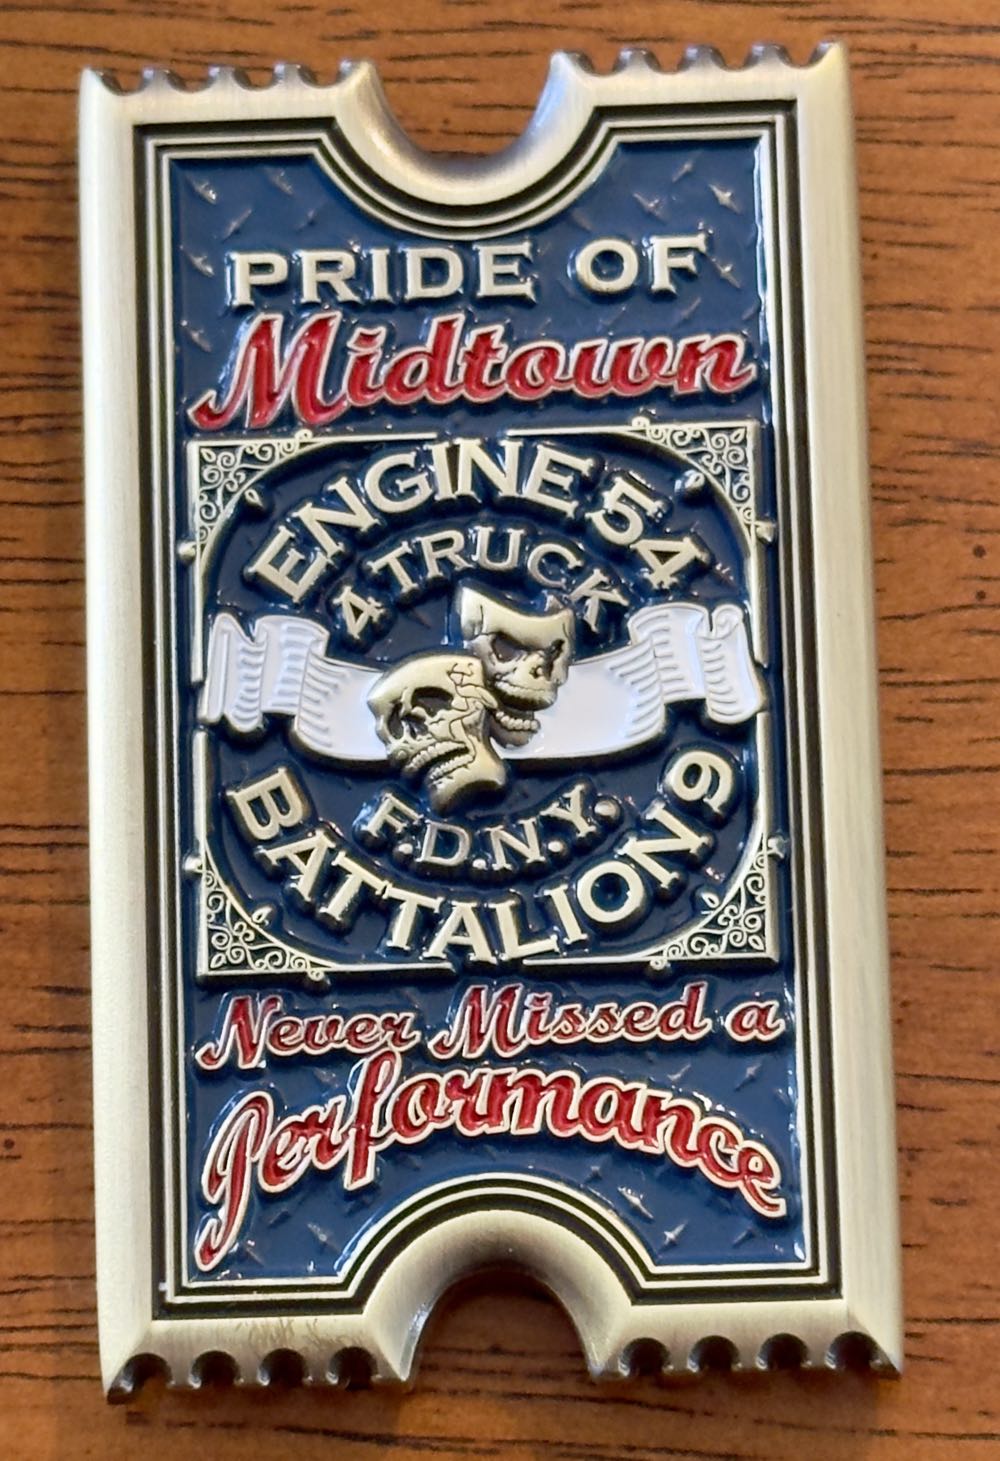 PRIDE OF
Midtown
ENGINE 54
4 TRUCK
F.D.N.Y.
BATTALION 9
Never Missed a
Performance